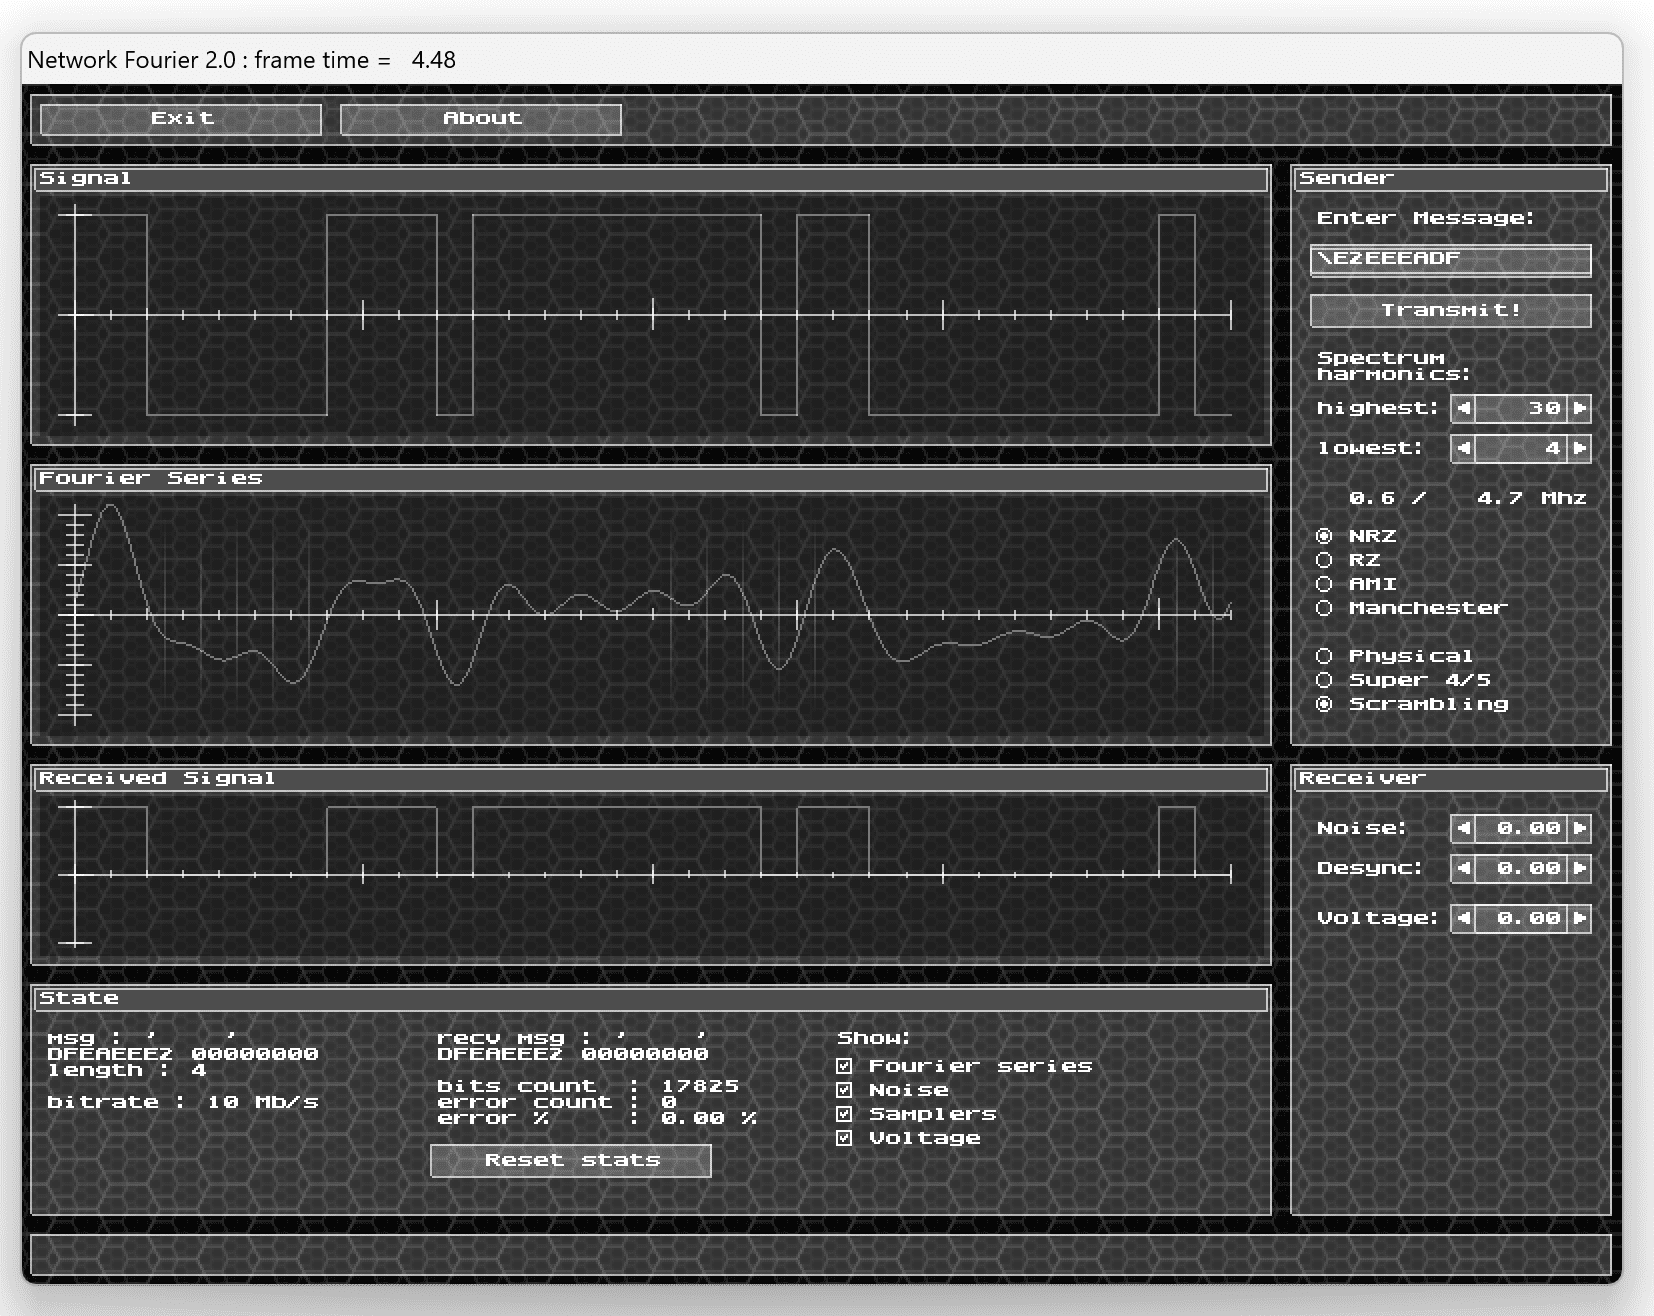 Network Fourier 2.0 : frame time = 4.48
Exit About
Signal
Fourier Series
Received Signal
State
msg : ' '
DFEAEEEZ 00000000
length : 4
bitrate : 10 Mb/s
recv msg : ' '
DFEAEEEZ 00000000
bits count : 17825
error count : 0
error % : 0.00 %
Reset stats
Show:
Fourier series
Noise
Samplers
Voltage
Sender
Enter Message:
\EZEEEADF
Transmit!
Spectrum
harmonics:
highest: 30
lowest: 4
0.6 / 4.7 Mhz
NRZ
RZ
AMI
Manchester
Physical
Super 4/5
Scrambling
Receiver
Noise: 0.00
Desync: 0.00
Voltage: 0.00